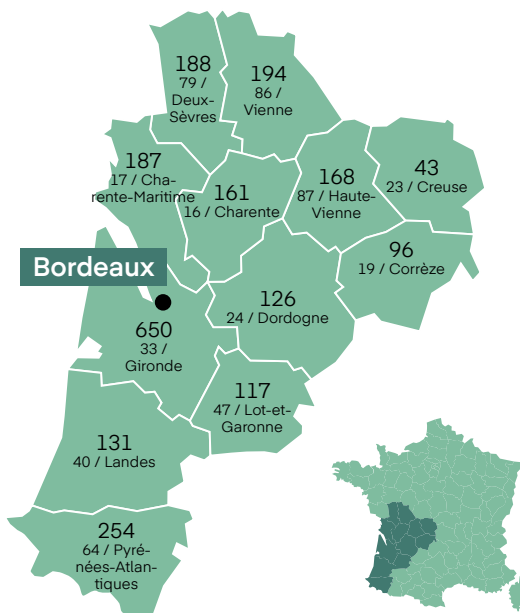 188
79 /
Deux-
Sèvres
194
86 /
Vienne
187
17 / Cha-
rente-Maritime
161
16 / Charente
168
87 / Haute-
Vienne
43
23 / Creuse
96
19 / Corrèze
Bordeaux
126
24 / Dordogne
650
33 /
Gironde
117
47 / Lot-et-
Garonne
131
40 / Landes
254
64 / Pyré-
nées-Atlan-
tiques